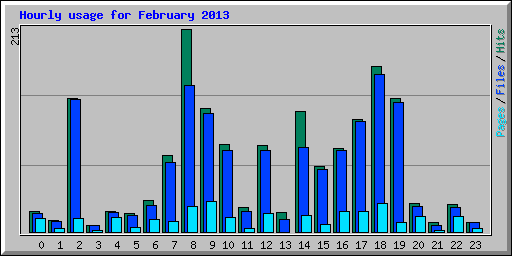 Hourly usage for February 2013
213
Pages / Files / Hits
0 1 2 3 4 5 6 7 8 9 10 11 12 13 14 15 16 17 18 19 20 21 22 23